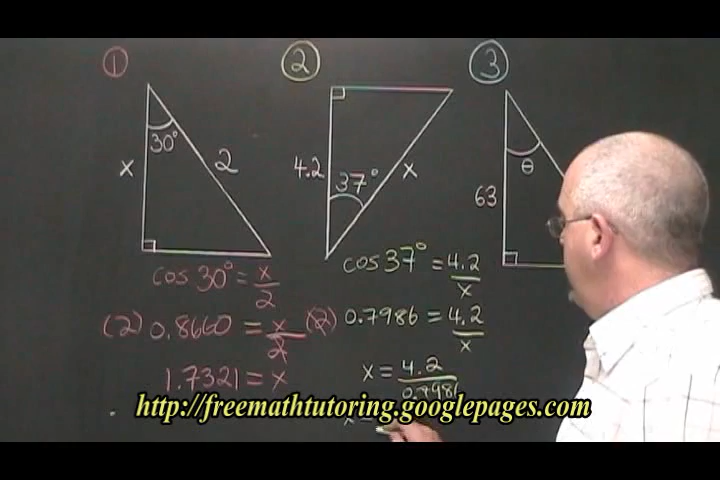 1
2
3
30°
x
2
4.2
37°
x
θ
63
cos 30° = x/2
(2) 0.8660 = x/2 (2)
1.7321 = x
cos 37° = 4.2/x
0.7986 = 4.2/x
x = 4.2/0.7986
x =
http://freemathtutoring.googlepages.com